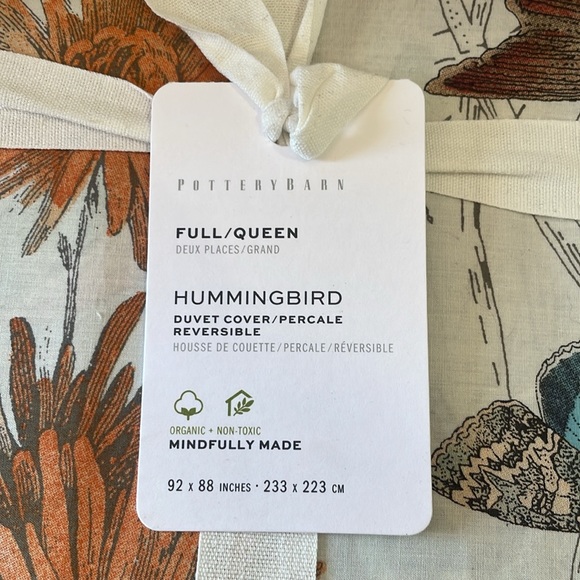 POTTERYBARN
FULL/QUEEN
DEUX PLACES/GRAND
HUMMINGBIRD
DUVET COVER/PERCALE
REVERSIBLE
HOUSSE DE COUETTE/PERCALE/RÉVERSIBLE
ORGANIC + NON-TOXIC
MINDFULLY MADE
92 X 88 INCHES · 233 X 223 CM